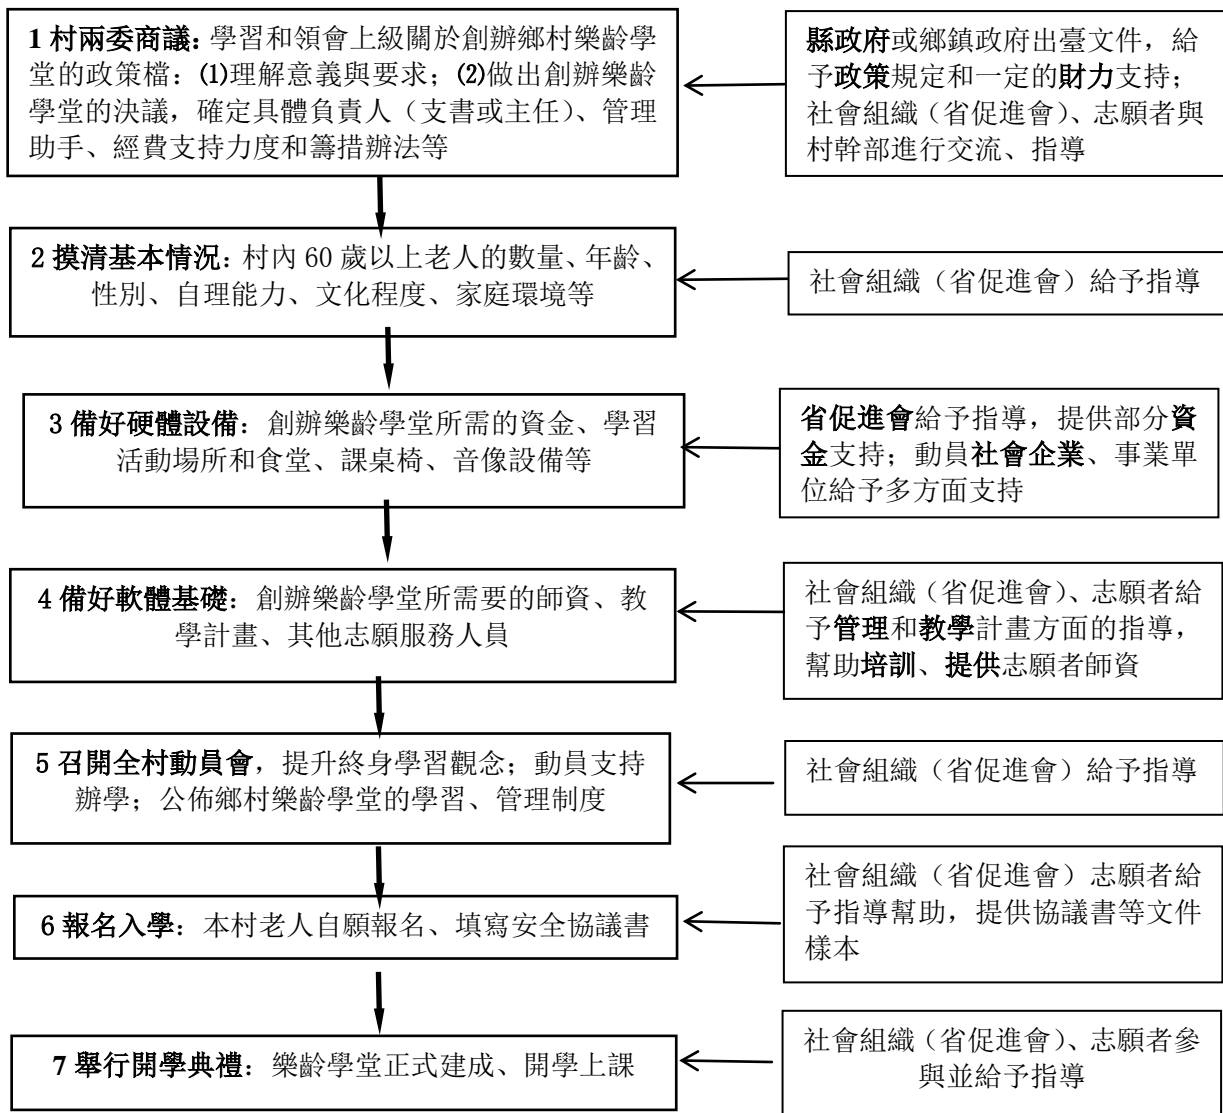 1 村兩委商議：學習和領會上級關於創辦鄉村樂齡學
堂的政策檔：⑴理解意義與要求；⑵做出創辦樂齡
學堂的決議，確定具體負責人（支書或主任）、管理
助手、經費支持力度和籌措辦法等
縣政府或鄉鎮政府出臺文件，給
予政策規定和一定的財力支持；
社會組織（省促進會）、志願者與
村幹部進行交流、指導
2 摸清基本情況：村內 60 歲以上老人的數量、年齡、
性別、自理能力、文化程度、家庭環境等
社會組織（省促進會）給予指導
3 備好硬體設備：創辦樂齡學堂所需的資金、學習
活動場所和食堂、課桌椅、音像設備等
省促進會給予指導，提供部分資
金支持；動員社會企業、事業單
位給予多方面支持
4 備好軟體基礎：創辦樂齡學堂所需要的師資、教
學計畫、其他志願服務人員
社會組織（省促進會）、志願者給
予管理和教學計畫方面的指導，
幫助培訓、提供志願者師資
5 召開全村動員會，提升終身學習觀念；動員支持
辦學；公佈鄉村樂齡學堂的學習、管理制度
社會組織（省促進會）給予指導
6 報名入學：本村老人自願報名、填寫安全協議書
社會組織（省促進會）志願者給
予指導幫助，提供協議書等文件
樣本
7 舉行開學典禮：樂齡學堂正式建成、開學上課
社會組織（省促進會）、志願者參
與並給予指導